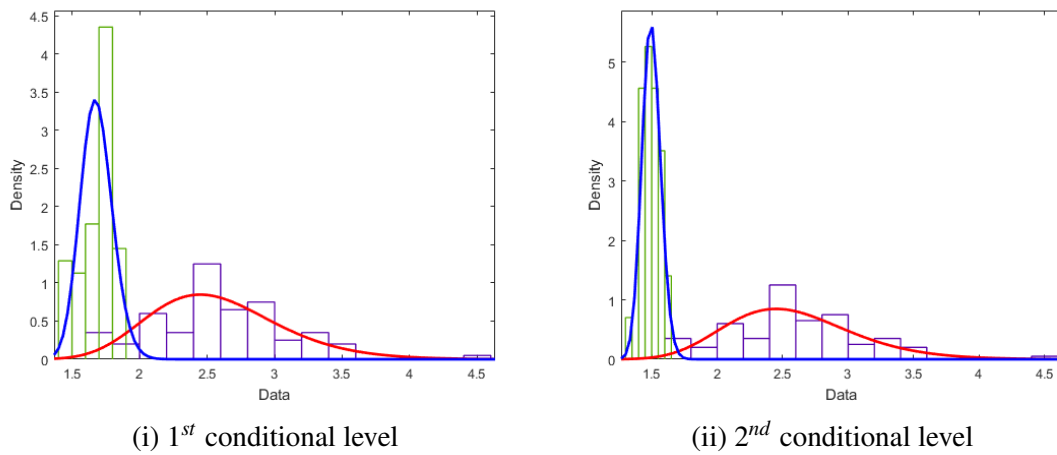 4.5
4
3.5
3
2.5
2
1.5
1
0.5
0
Density
1.5 2 2.5 3 3.5 4 4.5
Data
(i) 1st conditional level
5
4
3
2
1
0
Density
1.5 2 2.5 3 3.5 4 4.5
Data
(ii) 2nd conditional level